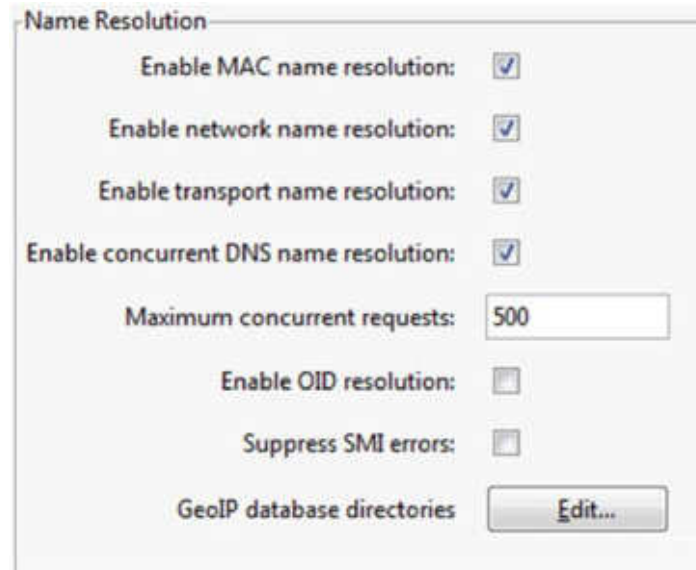 Name Resolution
Enable MAC name resolution:
Enable network name resolution:
Enable transport name resolution:
Enable concurrent DNS name resolution:
Maximum concurrent requests: 500
Enable OID resolution:
Suppress SMI errors:
GeoIP database directories Edit...